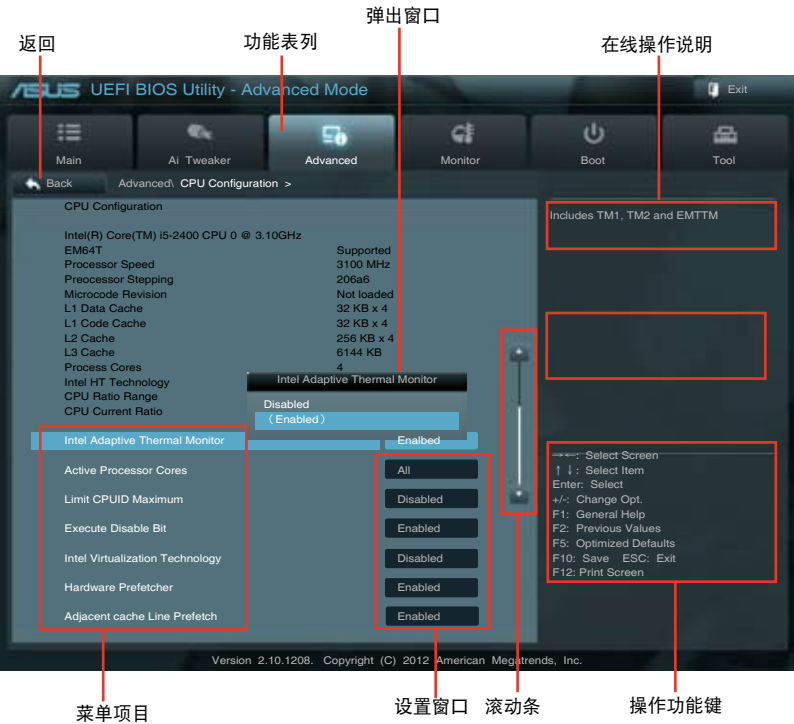 弹出窗口
返回
功能表列
在线操作说明
ASUS UEFI BIOS Utility - Advanced Mode
Exit
Main
Ai Tweaker
Advanced
Monitor
Boot
Tool
Back
Advanced\ CPU Configuration >
CPU Configuration
Includes TM1, TM2 and EMTTM
Intel(R) Core(TM) i5-2400 CPU 0 @ 3.10GHz
EM64T Supported
Processor Speed 3100 MHz
Preocessor Stepping 206a6
Microcode Revision Not loaded
L1 Data Cache 32 KB x 4
L1 Code Cache 32 KB x 4
L2 Cache 256 KB x 4
L3 Cache 6144 KB
Process Cores 4
Intel HT Technology
CPU Ratio Range
CPU Current Ratio
Intel Adaptive Thermal Monitor
Disabled
（Enabled）
Intel Adaptive Thermal Monitor Enalbed
Active Processor Cores All
Limit CPUID Maximum Disabled
Execute Disable Bit Enabled
Intel Virtualization Technology Disabled
Hardware Prefetcher Enabled
Adjacent cache Line Prefetch Enabled
→←: Select Screen
↑↓: Select Item
Enter: Select
+/-: Change Opt.
F1: General Help
F2: Previous Values
F5: Optimized Defaults
F10: Save ESC: Exit
F12: Print Screen
Version 2.10.1208. Copyright (C) 2012 American Megatrends, Inc.
菜单项目
设置窗口
滚动条
操作功能键